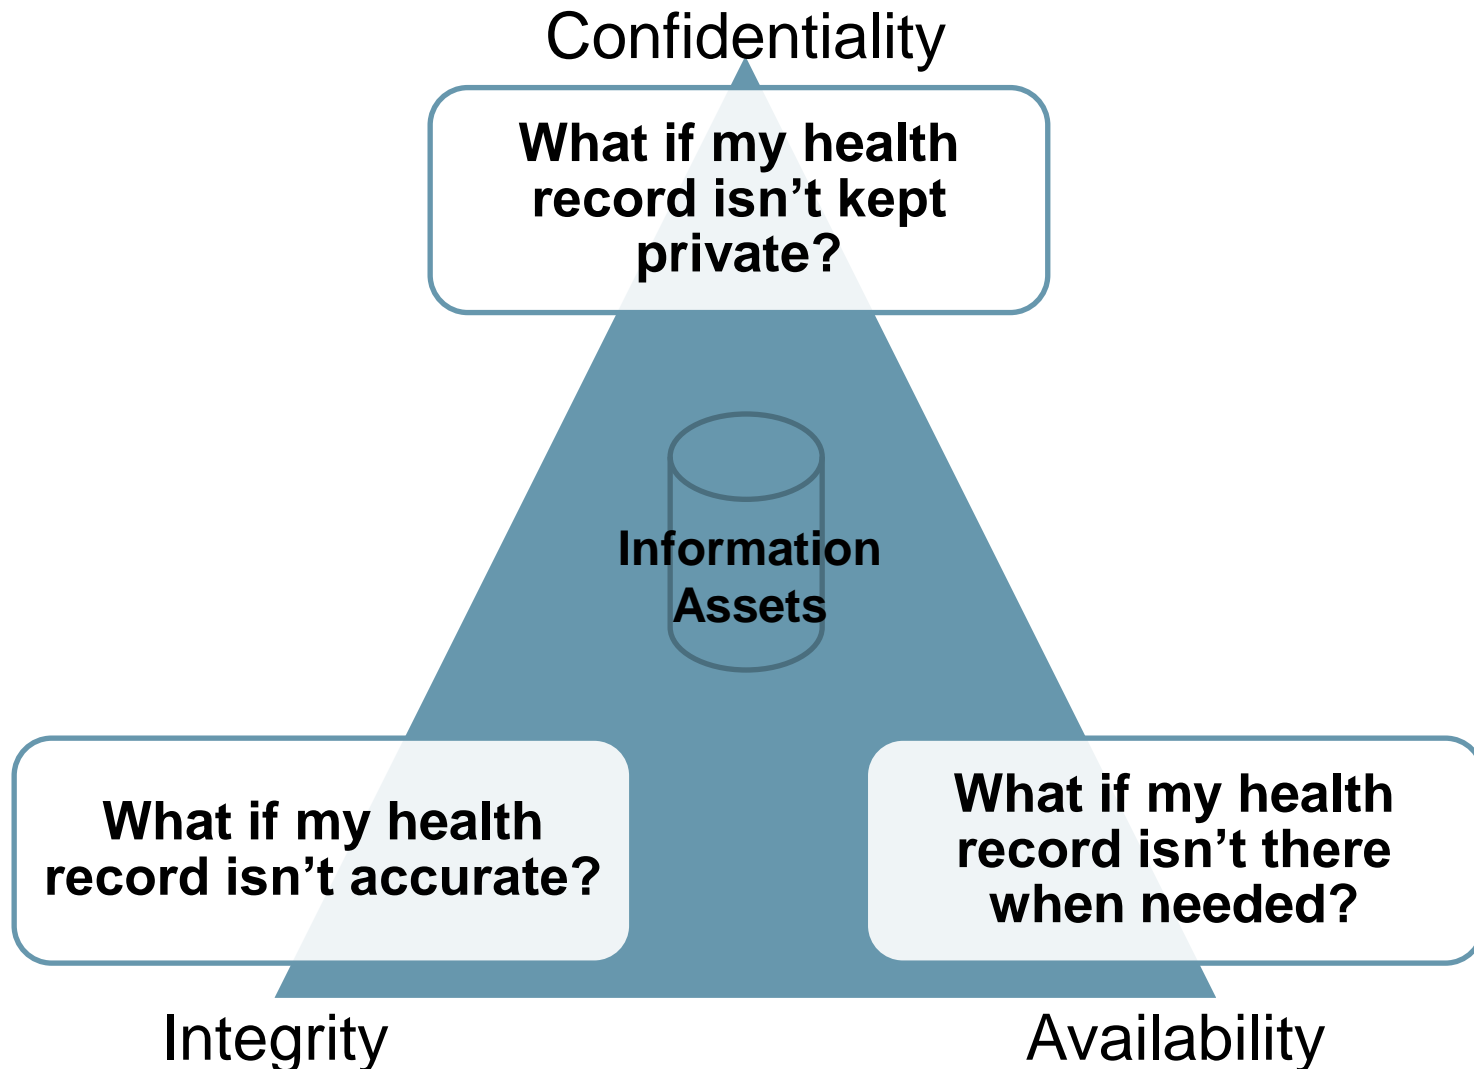 Confidentiality
What if my health
record isn’t kept
private?
Information
Assets
What if my health
record isn’t accurate?
What if my health
record isn’t there
when needed?
Integrity
Availability